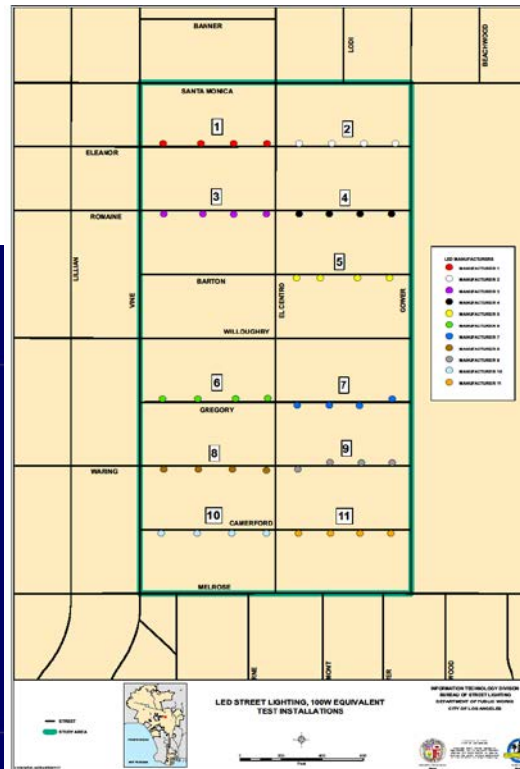 BANNER
LODI
BEACHWOOD
SANTA MONICA
1
2
ELEANOR
3
4
ROMAINE
5
LILLIAN
VINE
BARTON
EL CENTRO
GOWER
WILLOUGHBY
LED MANUFACTURERS
MANUFACTURER 1
MANUFACTURER 2
MANUFACTURER 3
MANUFACTURER 4
MANUFACTURER 5
MANUFACTURER 6
MANUFACTURER 7
MANUFACTURER 8
MANUFACTURER 9
MANUFACTURER 10
MANUFACTURER 11
6
7
GREGORY
8
9
WARING
10
CAMERFORD
11
MELROSE
STREET
STUDY AREA
LED STREET LIGHTING, 100W EQUIVALENT
TEST INSTALLATIONS
INFORMATION TECHNOLOGY DIVISION
BUREAU OF STREET LIGHTING
DEPARTMENT OF PUBLIC WORKS
CITY OF LOS ANGELES